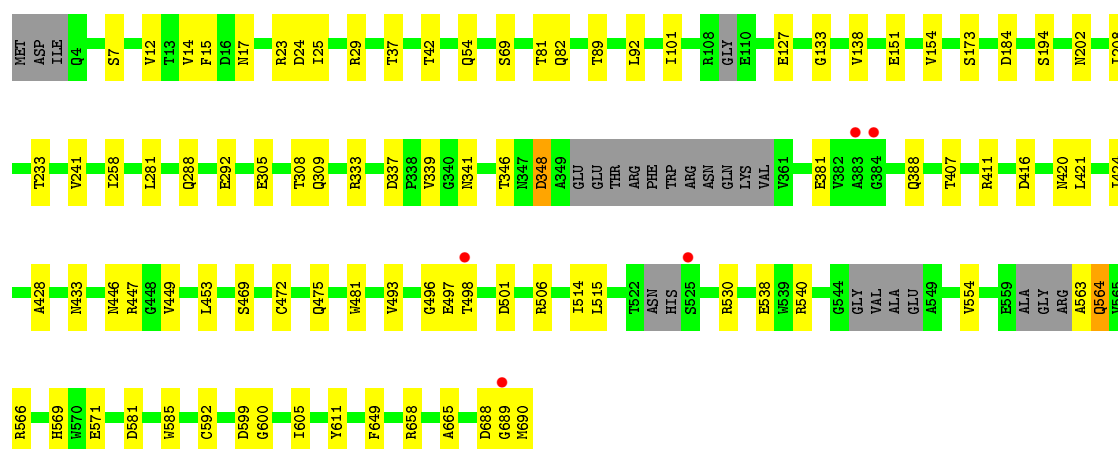 MET ASP ILE Q4 S7 V12 T13 V14 F15 D16 N17 R23 D24 I25 R29 T37 T42 Q54 S69 T81 Q82 T89 L92 I101 R108 GLY E110 E127 G133 V138 E151 V154 S173 D184 S194 N202
T233 V241 I258 L281 Q288 E292 E305 T308 Q309 R333 D337 P338 V339 G340 N341 T346 N347 D348 A349 GLU GLU THR ARG PHE TRP ARG ASN GLN LYS VAL V361 E381 V382 A383 G384 Q388 T407 R411 D416 N420 L421
A428 N433 N446 R447 G448 V449 L453 S469 C472 Q475 W481 V493 G496 E497 T498 D501 R506 I514 L515 T522 ASN HIS S525 R530 E538 W539 R540 G544 GLY VAL ALA GLU A549 V554 E559 ALA GLY ARG A563 Q564 V565
R566 H569 W570 E571 D581 W585 C592 D599 G600 I605 Y611 F649 R658 A665 D688 G689 M690